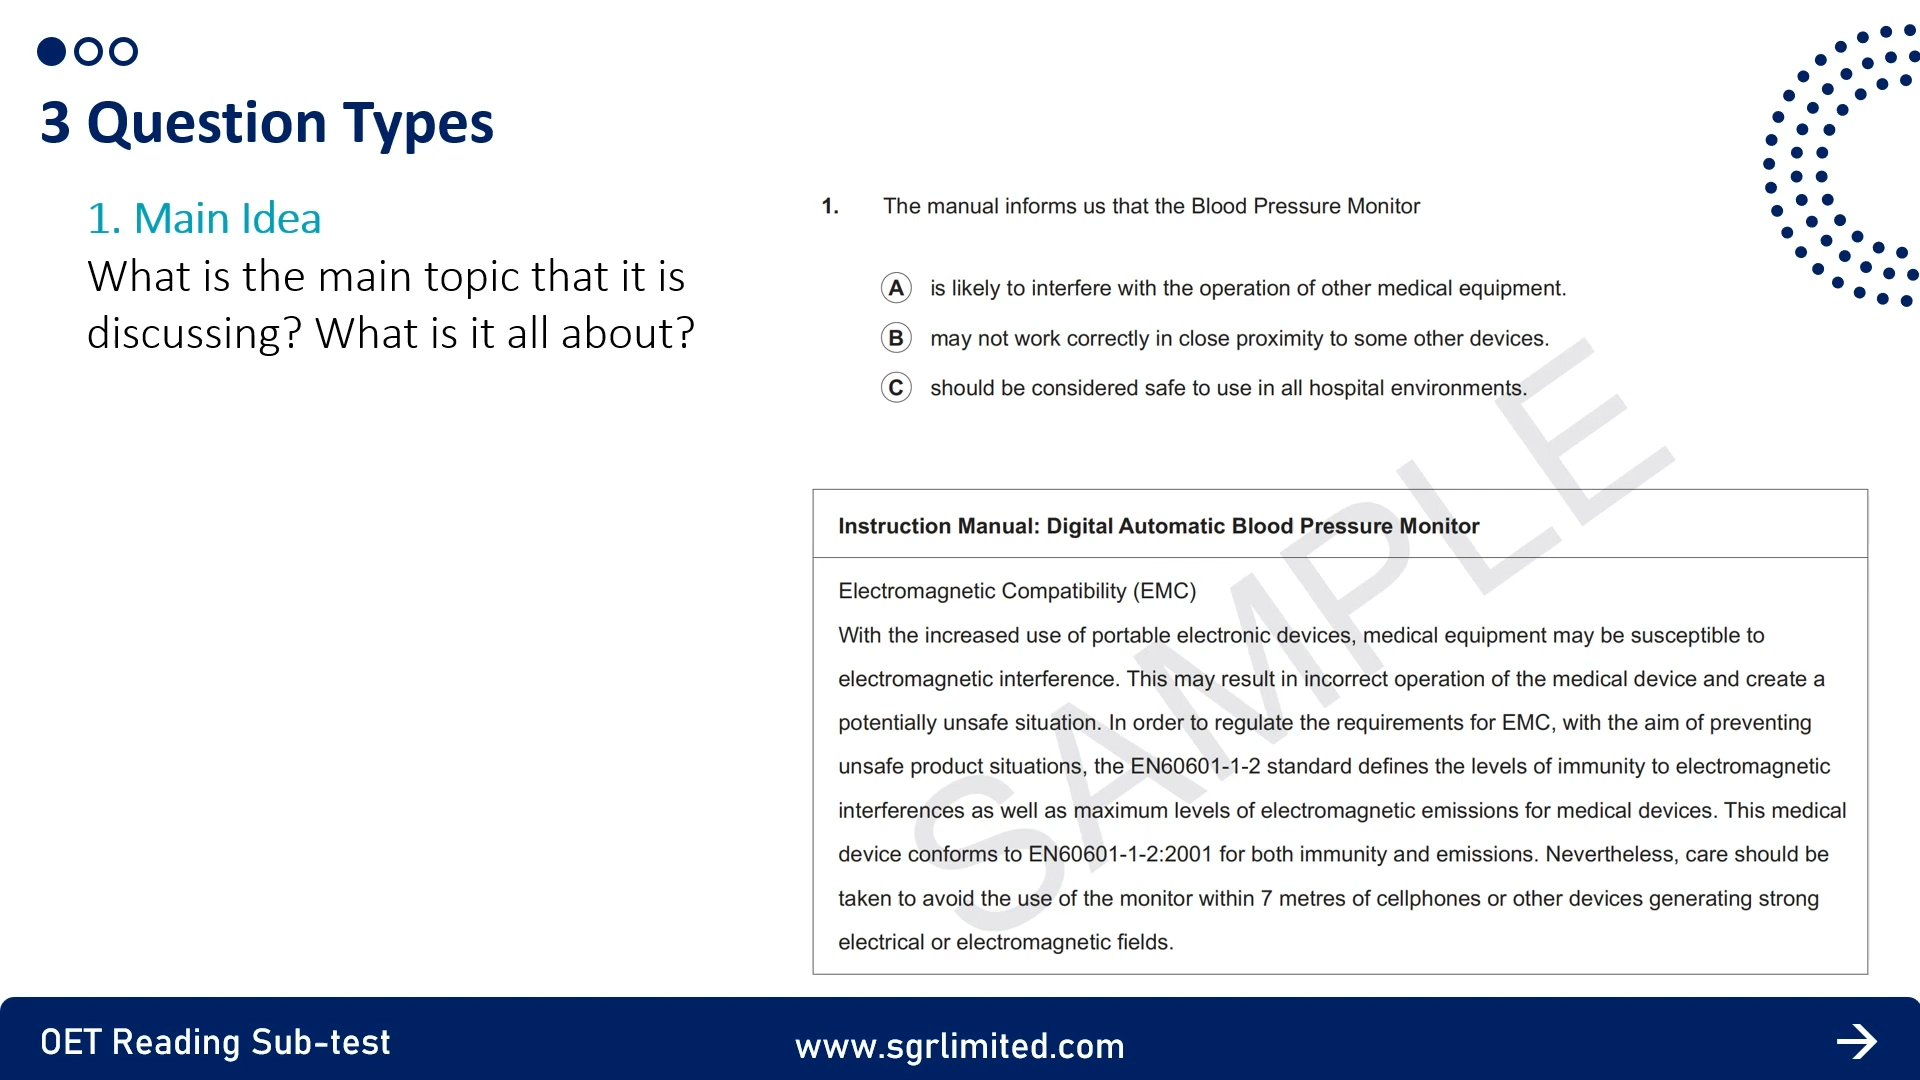 3 Question Types
1. Main Idea
What is the main topic that it is
discussing? What is it all about?
1. The manual informs us that the Blood Pressure Monitor
A is likely to interfere with the operation of other medical equipment.
B may not work correctly in close proximity to some other devices.
C should be considered safe to use in all hospital environments.
SAMPLE
Instruction Manual: Digital Automatic Blood Pressure Monitor
Electromagnetic Compatibility (EMC)
With the increased use of portable electronic devices, medical equipment may be susceptible to
electromagnetic interference. This may result in incorrect operation of the medical device and create a
potentially unsafe situation. In order to regulate the requirements for EMC, with the aim of preventing
unsafe product situations, the EN60601-1-2 standard defines the levels of immunity to electromagnetic
interferences as well as maximum levels of electromagnetic emissions for medical devices. This medical
device conforms to EN60601-1-2:2001 for both immunity and emissions. Nevertheless, care should be
taken to avoid the use of the monitor within 7 metres of cellphones or other devices generating strong
electrical or electromagnetic fields.
OET Reading Sub-test
www.sgrlimited.com